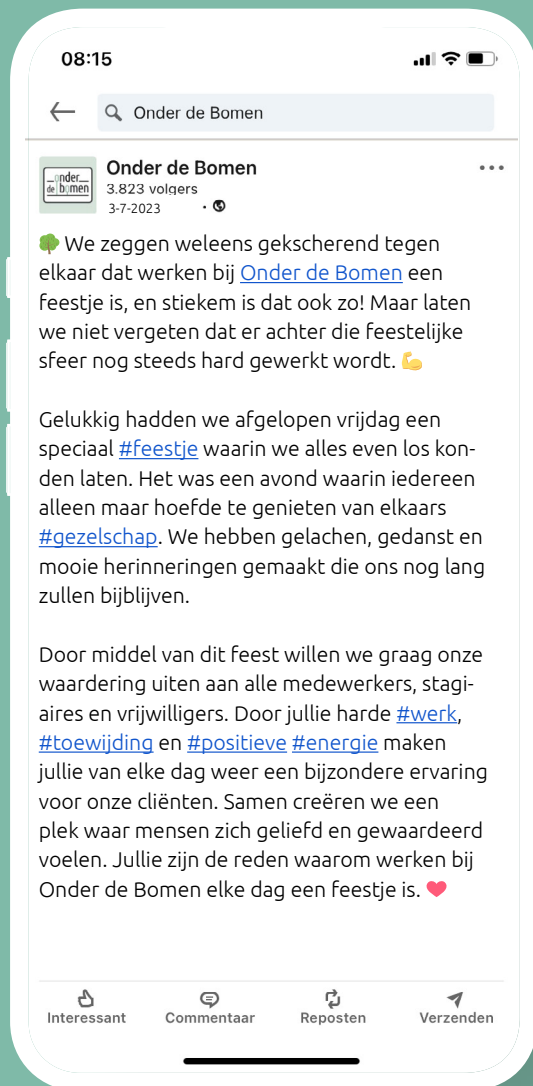 08:15
Onder de Bomen
onder
de bomen
Onder de Bomen
3.823 volgers
3-7-2023
🌳 We zeggen weleens gekscherend tegen
elkaar dat werken bij Onder de Bomen een
feestje is, en stiekem is dat ook zo! Maar laten
we niet vergeten dat er achter die feestelijke
sfeer nog steeds hard gewerkt wordt. 💪
Gelukkig hadden we afgelopen vrijdag een
speciaal #feestje waarin we alles even los kon-
den laten. Het was een avond waarin iedereen
alleen maar hoefde te genieten van elkaars
#gezelschap. We hebben gelachen, gedanst en
mooie herinneringen gemaakt die ons nog lang
zullen bijblijven.
Door middel van dit feest willen we graag onze
waardering uiten aan alle medewerkers, stagi-
aires en vrijwilligers. Door jullie harde #werk,
#toewijding en #positieve #energie maken
jullie van elke dag weer een bijzondere ervaring
voor onze cliënten. Samen creëren we een
plek waar mensen zich geliefd en gewaardeerd
voelen. Jullie zijn de reden waarom werken bij
Onder de Bomen elke dag een feestje is. ❤️
Interessant
Commentaar
Reposten
Verzenden